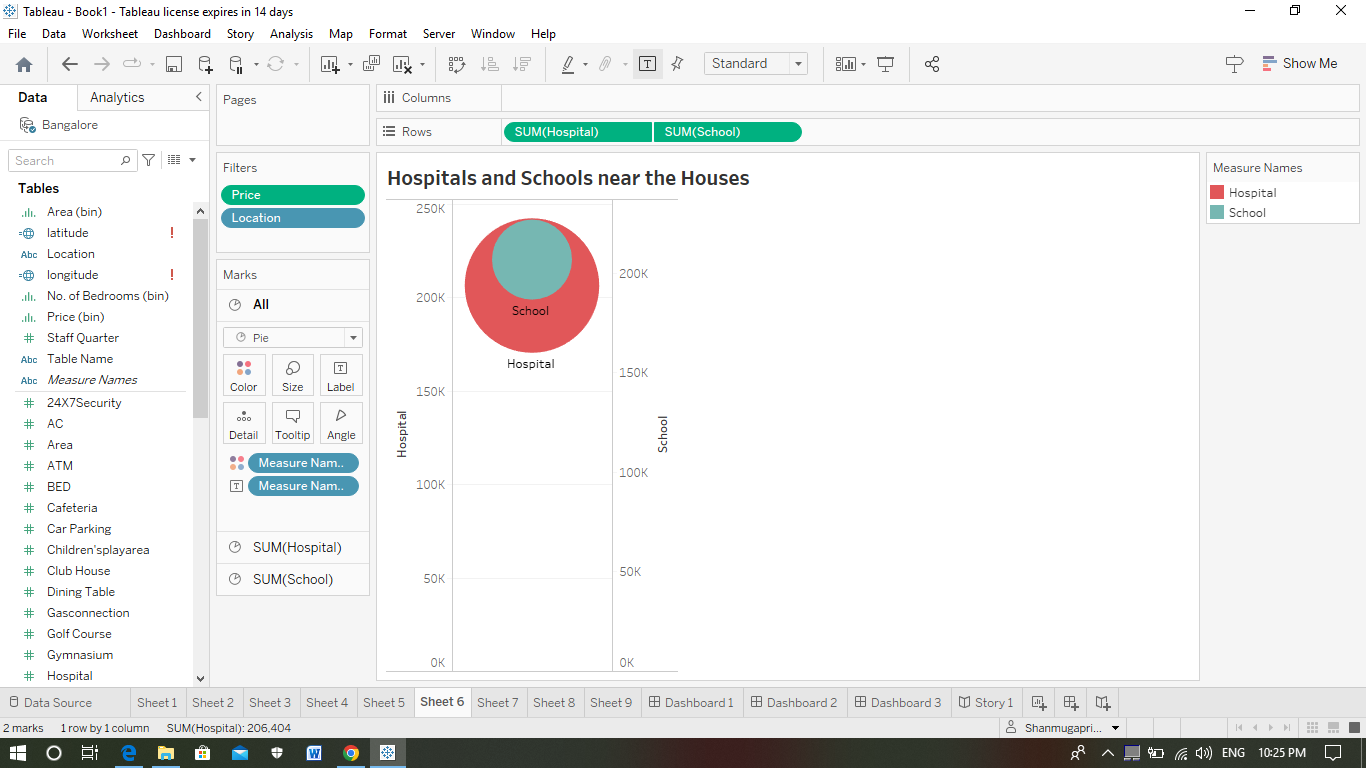 Tableau - Book1 - Tableau license expires in 14 days
File Data Worksheet Dashboard Story Analysis Map Format Server Window Help
Standard
Show Me
Data Analytics
Bangalore
Search
Tables
Area (bin)
latitude !
Abc Location
longitude !
No. of Bedrooms (bin)
Price (bin)
# Staff Quarter
Abc Table Name
Abc Measure Names
# 24X7Security
# AC
# Area
# ATM
# BED
# Cafeteria
# Car Parking
# Children'splayarea
# Club House
# Dining Table
# Gasconnection
# Golf Course
# Gymnasium
# Hospital
Pages
Filters
Price
Location
Marks
All
Pie
Color Size Label
Detail Tooltip Angle
Measure Nam..
Measure Nam..
SUM(Hospital)
SUM(School)
Columns
Rows SUM(Hospital) SUM(School)
Hospitals and Schools near the Houses
250K
200K
150K
100K
50K
0K
Hospital
School
Hospital
200K
150K
100K
50K
0K
School
Measure Names
Hospital
School
Data Source Sheet 1 Sheet 2 Sheet 3 Sheet 4 Sheet 5 Sheet 6 Sheet 7 Sheet 8 Sheet 9 Dashboard 1 Dashboard 2 Dashboard 3 Story 1
2 marks 1 row by 1 column SUM(Hospital): 206,404 Shanmugapri...
ENG 10:25 PM